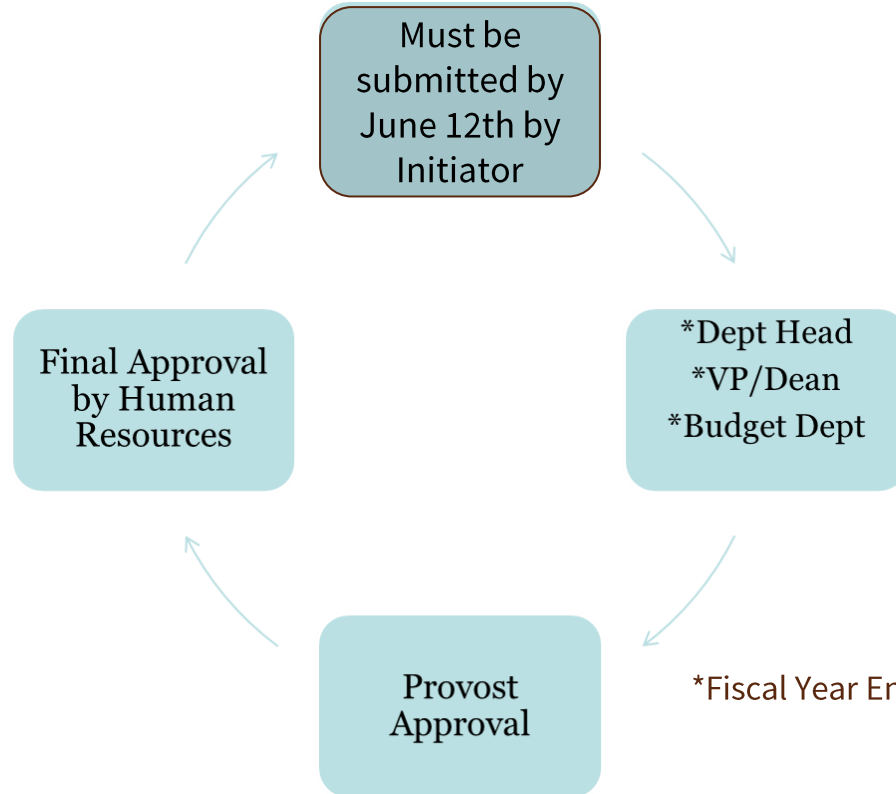 Must be
submitted by
June 12th by
Initiator
*Dept Head
*VP/Dean
*Budget Dept
Final Approval
by Human
Resources
Provost
Approval
*Fiscal Year